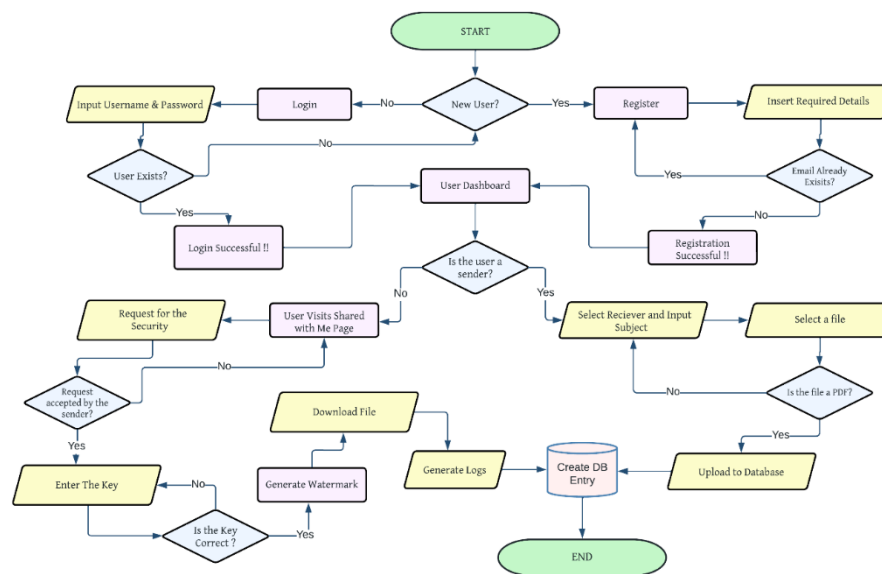 START
Input Username & Password
Login
No
New User?
Yes
Register
Insert Required Details
No
User Exists?
User Dashboard
Yes
Email Already
Exisits?
Yes
No
Login Successful !!
Registration
Successful !!
Is the user a
sender?
No
Yes
Request for the
Security
User Visits Shared
with Me Page
Select Reciever and Input
Subject
Select a file
No
Request
accepted by the
sender?
No
Is the file a PDF?
Yes
Download File
Yes
Generate Logs
Create DB
Entry
Upload to Database
Enter The Key
No
Generate Watermark
Is the Key
Correct ?
Yes
END